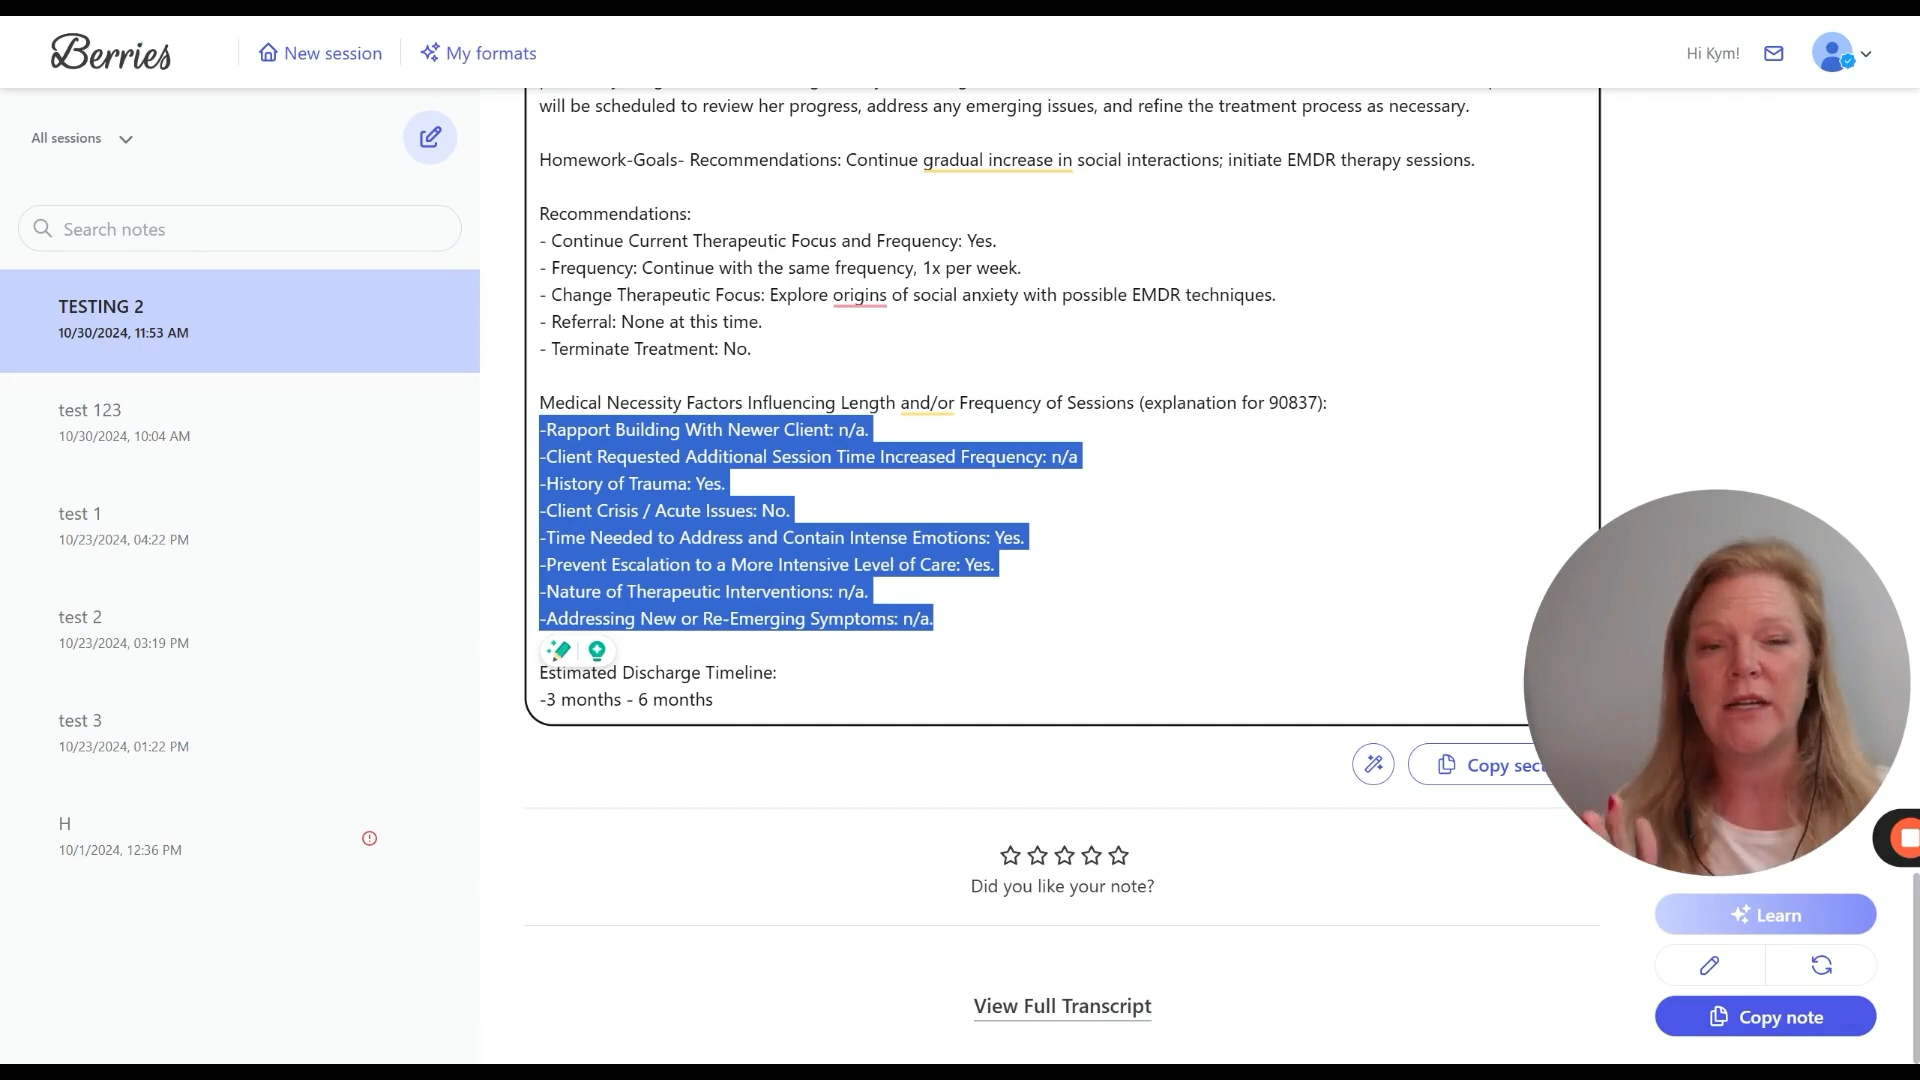 Berries
New session
My formats
Hi Kym!
All sessions
Search notes
TESTING 2
10/30/2024, 11:53 AM
test 123
10/30/2024, 10:04 AM
test 1
10/23/2024, 04:22 PM
test 2
10/23/2024, 03:19 PM
test 3
10/23/2024, 01:22 PM
H
10/1/2024, 12:36 PM
will be scheduled to review her progress, address any emerging issues, and refine the treatment process as necessary.
Homework-Goals- Recommendations: Continue gradual increase in social interactions; initiate EMDR therapy sessions.
Recommendations:
- Continue Current Therapeutic Focus and Frequency: Yes.
- Frequency: Continue with the same frequency, 1x per week.
- Change Therapeutic Focus: Explore origins of social anxiety with possible EMDR techniques.
- Referral: None at this time.
- Terminate Treatment: No.
Medical Necessity Factors Influencing Length and/or Frequency of Sessions (explanation for 90837):
-Rapport Building With Newer Client: n/a.
-Client Requested Additional Session Time Increased Frequency: n/a
-History of Trauma: Yes.
-Client Crisis / Acute Issues: No.
-Time Needed to Address and Contain Intense Emotions: Yes.
-Prevent Escalation to a More Intensive Level of Care: Yes.
-Nature of Therapeutic Interventions: n/a.
-Addressing New or Re-Emerging Symptoms: n/a.
Estimated Discharge Timeline:
-3 months - 6 months
Copy sec
Did you like your note?
View Full Transcript
Learn
Copy note